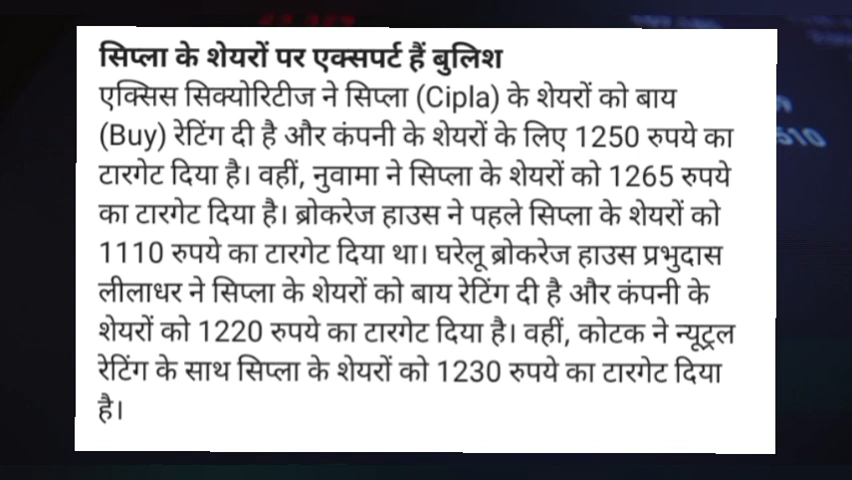 सिप्ला के शेयरों पर एक्सपर्ट हैं बुलिश
एक्सिस सिक्योरिटीज ने सिप्ला (Cipla) के शेयरों को बाय
(Buy) रेटिंग दी है और कंपनी के शेयरों के लिए 1250 रुपये का
टारगेट दिया है। वहीं, नुवामा ने सिप्ला के शेयरों को 1265 रुपये
का टारगेट दिया है। ब्रोकरेज हाउस ने पहले सिप्ला के शेयरों को
1110 रुपये का टारगेट दिया था। घरेलू ब्रोकरेज हाउस प्रभुदास
लीलाधर ने सिप्ला के शेयरों को बाय रेटिंग दी है और कंपनी के
शेयरों को 1220 रुपये का टारगेट दिया है। वहीं, कोटक ने न्यूट्रल
रेटिंग के साथ सिप्ला के शेयरों को 1230 रुपये का टारगेट दिया
है।